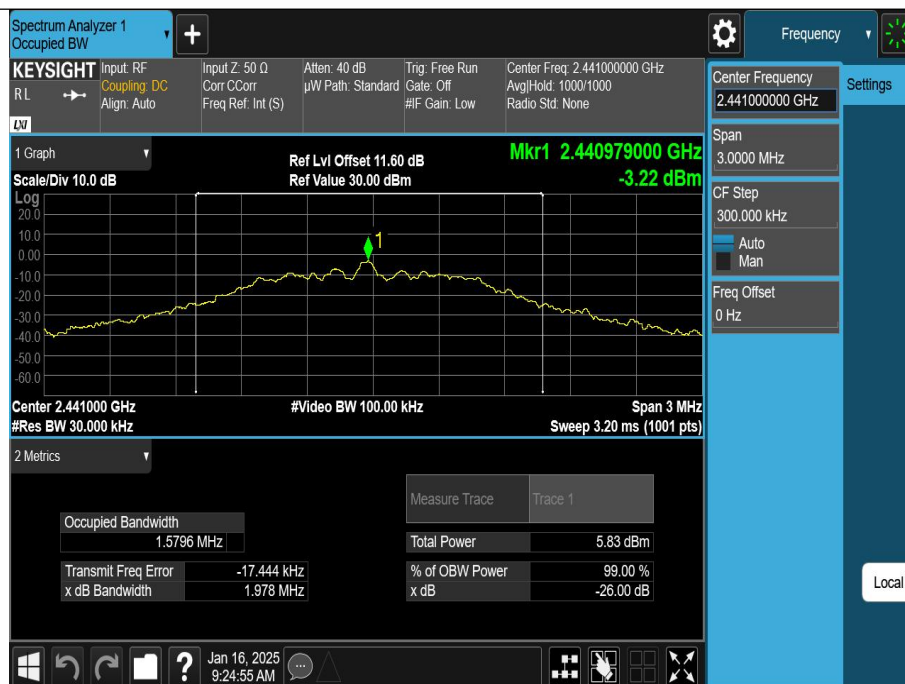 Spectrum Analyzer 1
Occupied BW
+
Frequency
KEYSIGHT
RL
LXI
Input: RF
Coupling: DC
Align: Auto
Input Z: 50 Ω
Corr CCorr
Freq Ref: Int (S)
Atten: 40 dB
µW Path: Standard
Trig: Free Run
Gate: Off
#IF Gain: Low
Center Freq: 2.441000000 GHz
Avg|Hold: 1000/1000
Radio Std: None
Center Frequency
2.441000000 GHz
Settings
Span
3.0000 MHz
CF Step
300.000 kHz
Auto
Man
Freq Offset
0 Hz
1 Graph
Scale/Div 10.0 dB
Ref Lvl Offset 11.60 dB
Ref Value 30.00 dBm
Mkr1 2.440979000 GHz
-3.22 dBm
Log
20.0
10.0
0.00
-10.0
-20.0
-30.0
-40.0
-50.0
-60.0
1
Center 2.441000 GHz
#Video BW 100.00 kHz
Span 3 MHz
#Res BW 30.000 kHz
Sweep 3.20 ms (1001 pts)
2 Metrics
Measure Trace
Trace 1
Occupied Bandwidth
1.5796 MHz
Total Power
5.83 dBm
Transmit Freq Error
-17.444 kHz
% of OBW Power
99.00 %
x dB Bandwidth
1.978 MHz
x dB
-26.00 dB
Local
?
Jan 16, 2025
9:24:55 AM